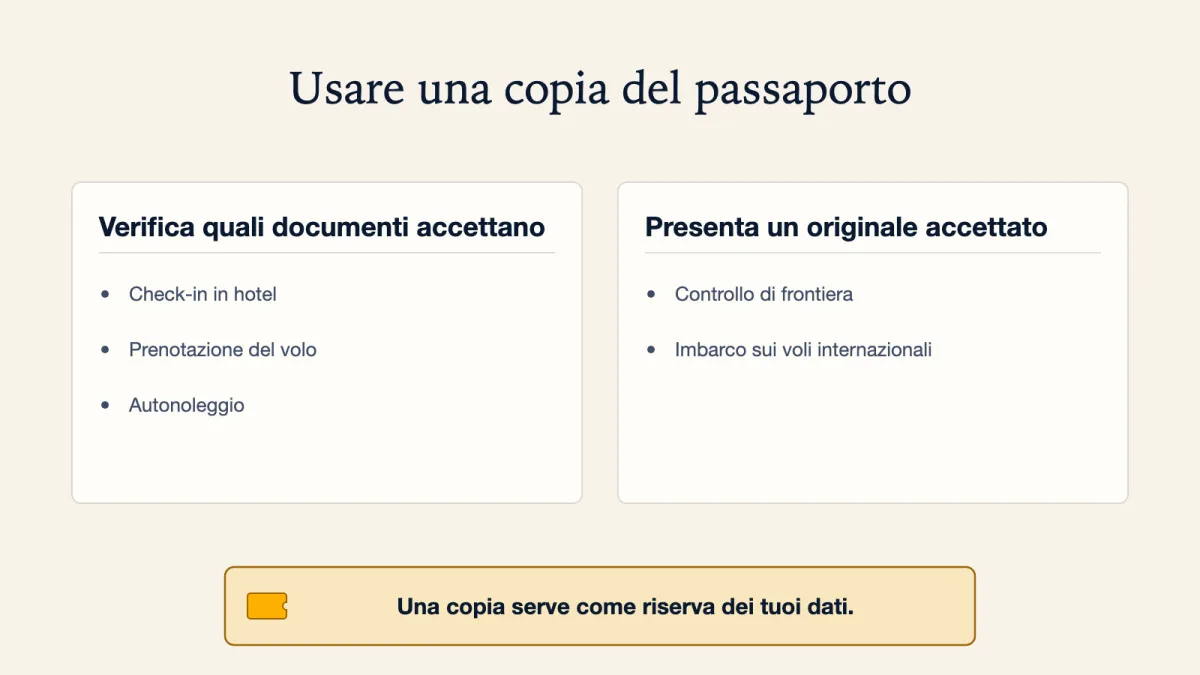 Usare una copia del passaporto
Verifica quali documenti accettano
• Check-in in hotel
• Prenotazione del volo
• Autonoleggio
Presenta un originale accettato
• Controllo di frontiera
• Imbarco sui voli internazionali
Una copia serve come riserva dei tuoi dati.